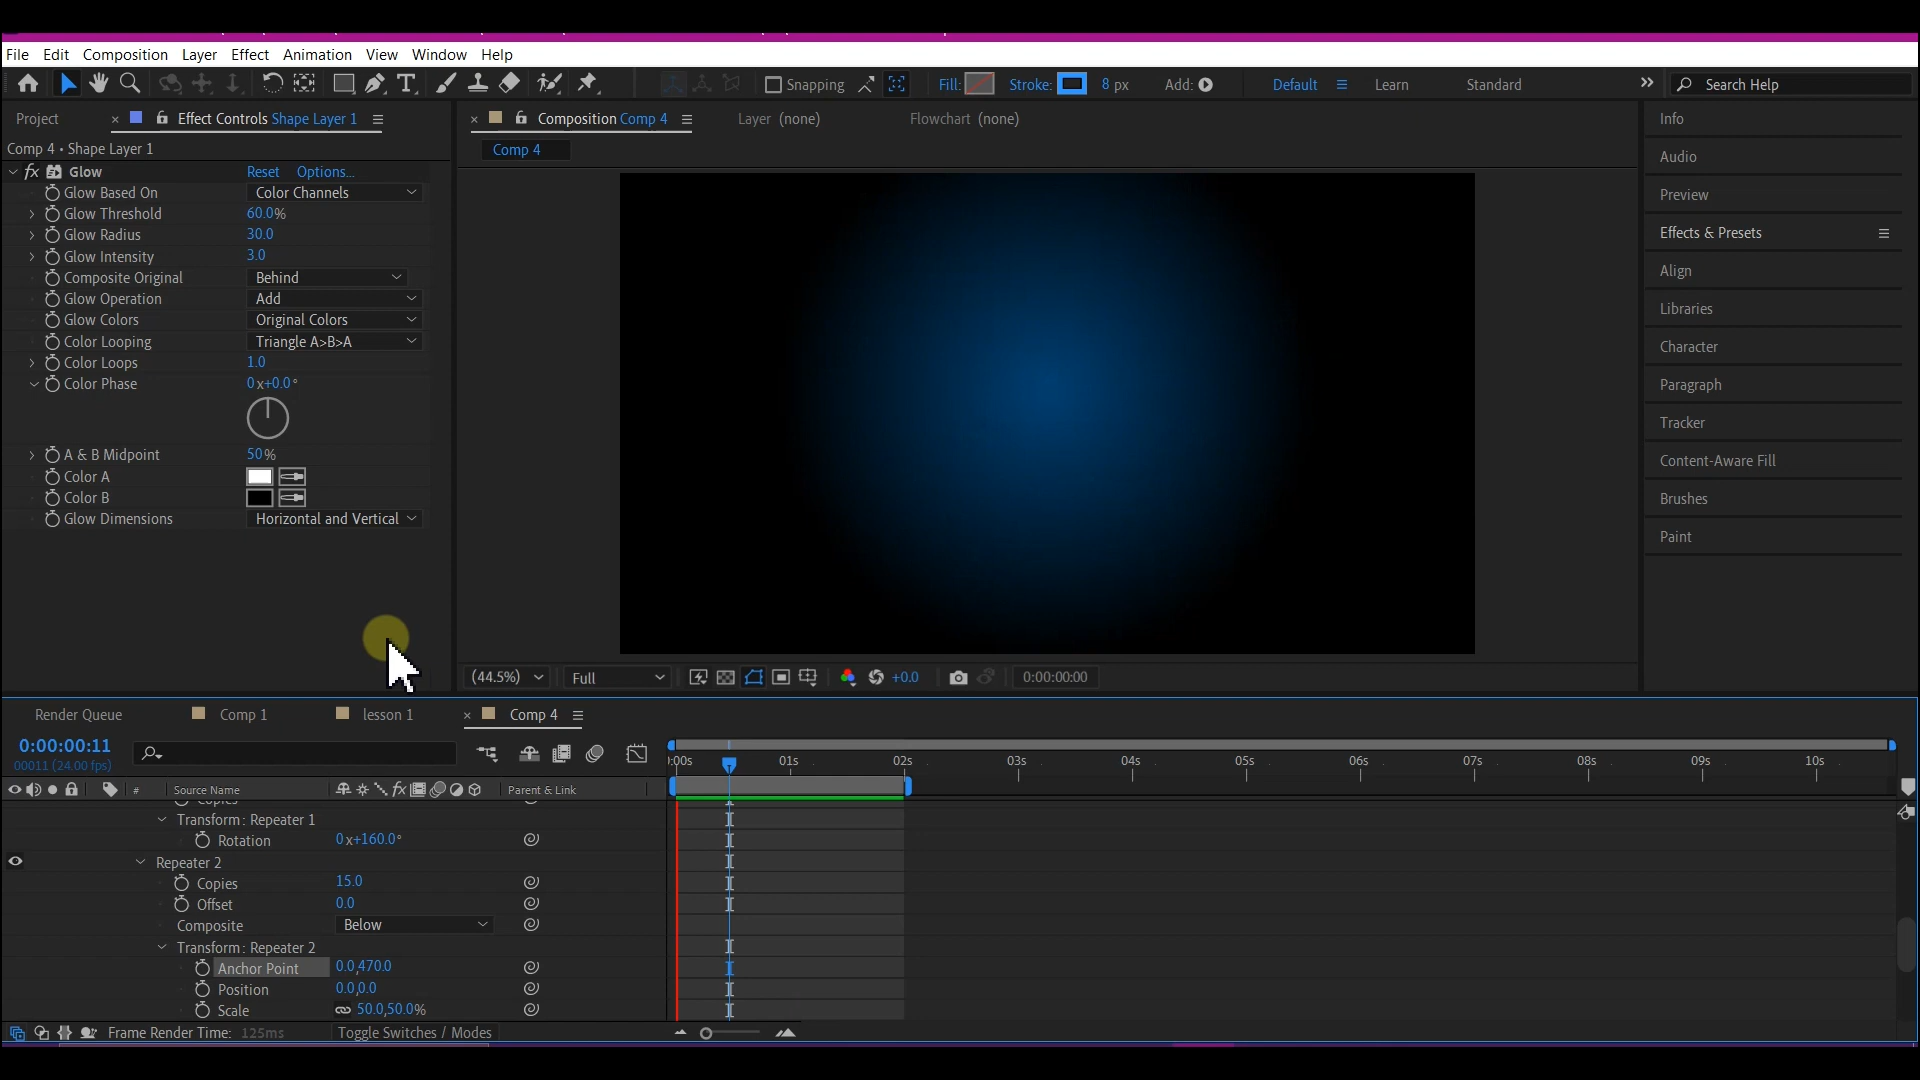 File Edit Composition Layer Effect Animation View Window Help
Snapping Fill: Stroke: 8 px Add: Default Learn Standard Search Help
Project Effect Controls Shape Layer 1 Composition Comp 4 Layer (none) Flowchart (none) Info
Comp 4 • Shape Layer 1 Comp 4
Audio
fx Glow Reset Options...
Glow Based On Color Channels Preview
Glow Threshold 60.0%
Glow Radius 30.0 Effects & Presets
Glow Intensity 3.0
Composite Original Behind Align
Glow Operation Add
Glow Colors Original Colors Libraries
Color Looping Triangle A>B>A Character
Color Loops 1.0
Color Phase 0x+0.0° Paragraph
Tracker
A & B Midpoint 50% Content-Aware Fill
Color A
Color B Brushes
Glow Dimensions Horizontal and Vertical
Paint
(44.5%) Full +0.0 0:00:00:00
Render Queue Comp 1 lesson 1 Comp 4
0:00:00:11
00011 (24.00 fps)
):00s 01s 02s 03s 04s 05s 06s 07s 08s 09s 10s
# Source Name fx Parent & Link
Copies
Transform: Repeater 1
Rotation 0x+160.0°
Repeater 2
Copies 15.0
Offset 0.0
Composite Below
Transform: Repeater 2
Anchor Point 0.0,470.0
Position 0.0,0.0
Scale 50.0,50.0%
Frame Render Time: 125ms Toggle Switches / Modes